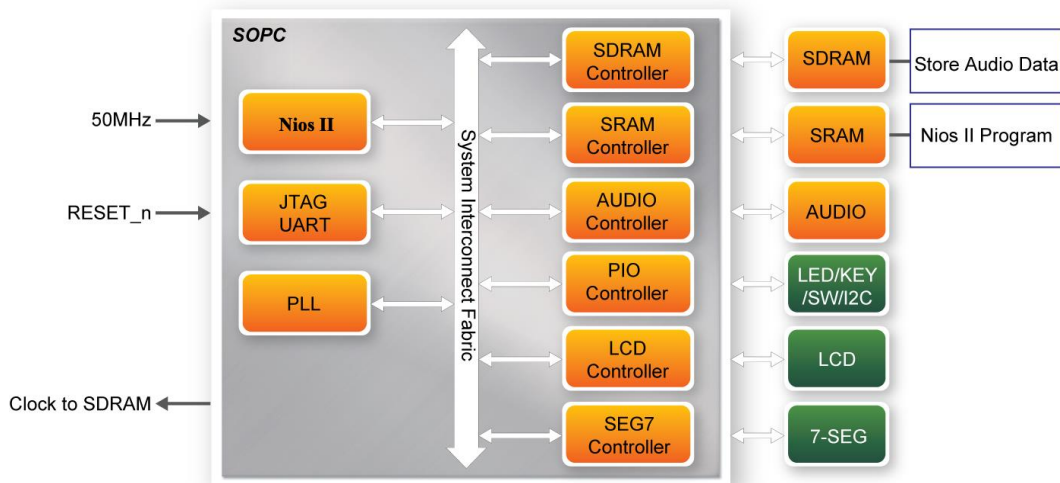 SOPC
50MHz
RESET_n
Clock to SDRAM
Nios II
JTAG
UART
PLL
System Interconnect Fabric
SDRAM
Controller
SRAM
Controller
AUDIO
Controller
PIO
Controller
LCD
Controller
SEG7
Controller
SDRAM
SRAM
AUDIO
LED/KEY
/SW/I2C
LCD
7-SEG
Store Audio Data
Nios II Program